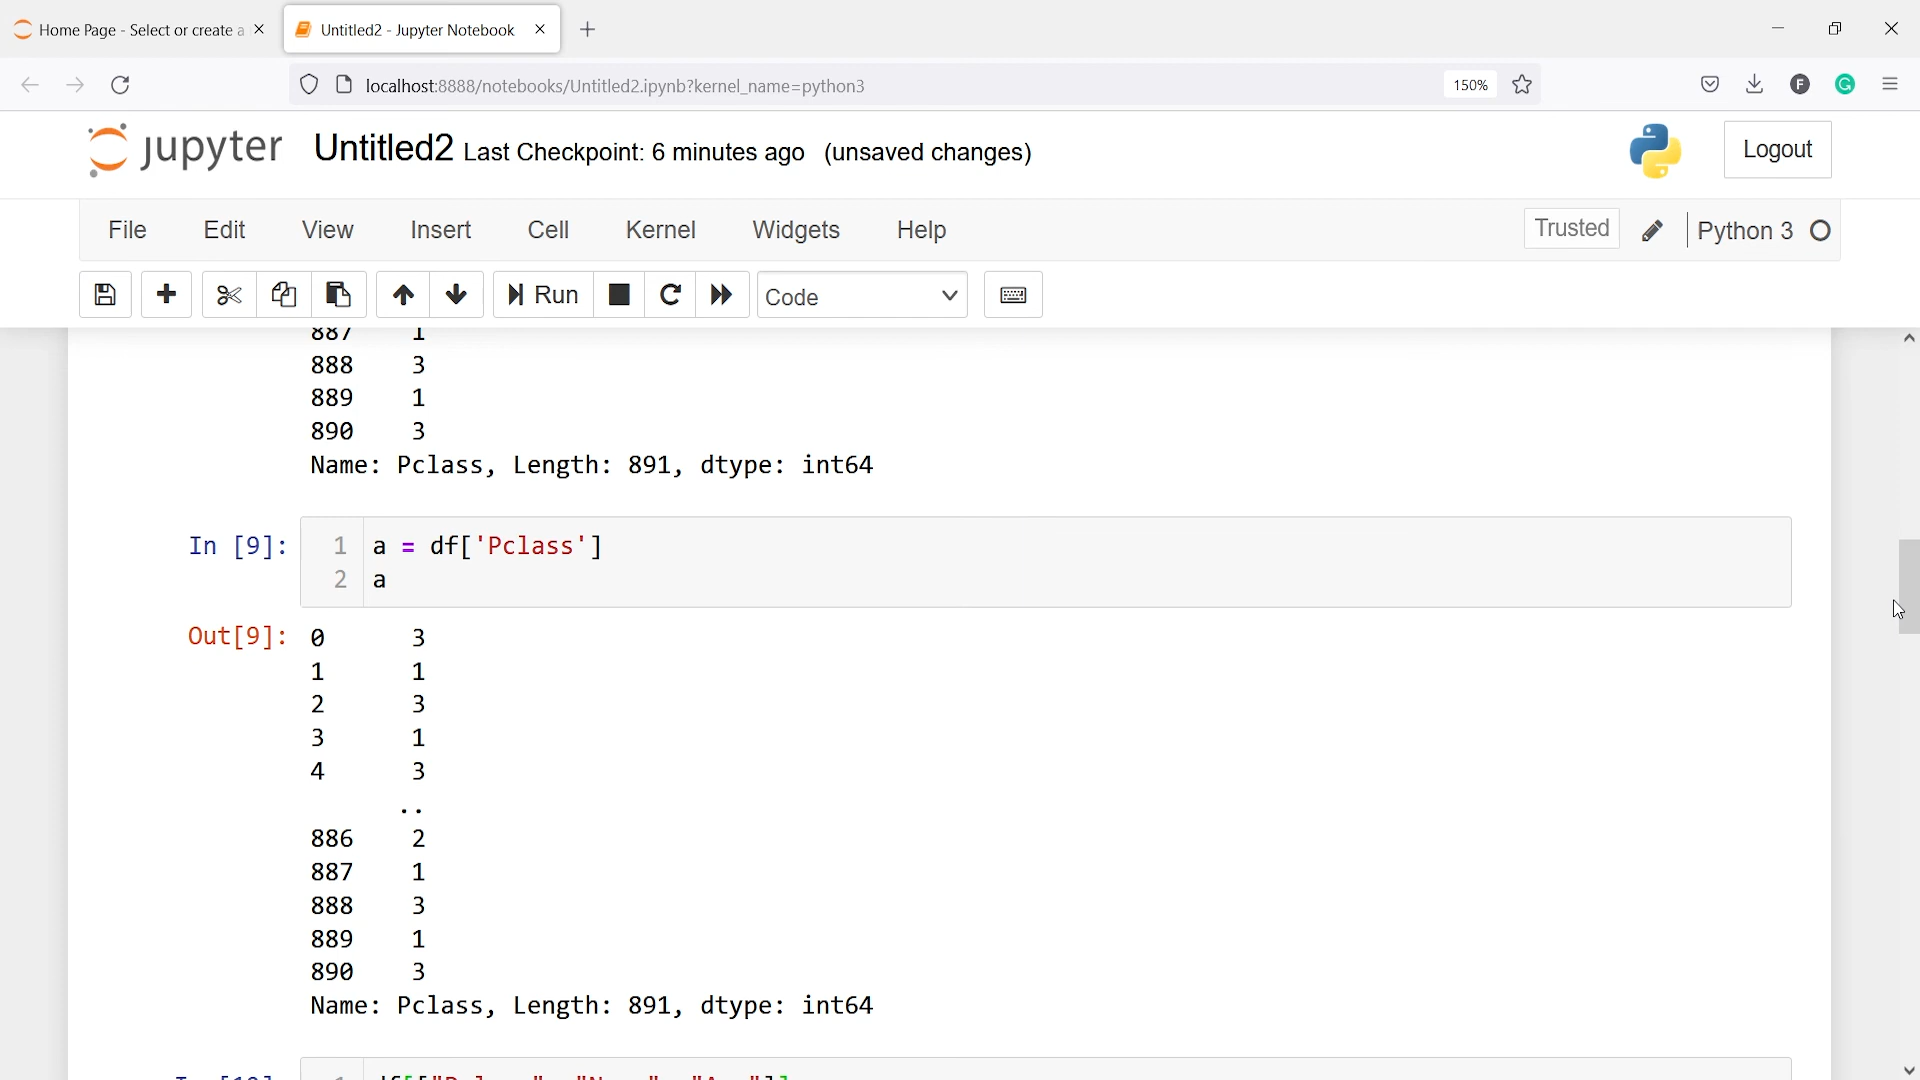 Home Page - Select or create a
Untitled2 - Jupyter Notebook
localhost:8888/notebooks/Untitled2.ipynb?kernel_name=python3
150%
F
G
jupyter Untitled2 Last Checkpoint: 6 minutes ago (unsaved changes)
Logout
File Edit View Insert Cell Kernel Widgets Help
Trusted
Python 3
Run
Code
887 1
888 3
889 1
890 3
Name: Pclass, Length: 891, dtype: int64
In [9]:
1 a = df['Pclass']
2 a
Out[9]: 0 3
1 1
2 3
3 1
4 3
..
886 2
887 1
888 3
889 1
890 3
Name: Pclass, Length: 891, dtype: int64